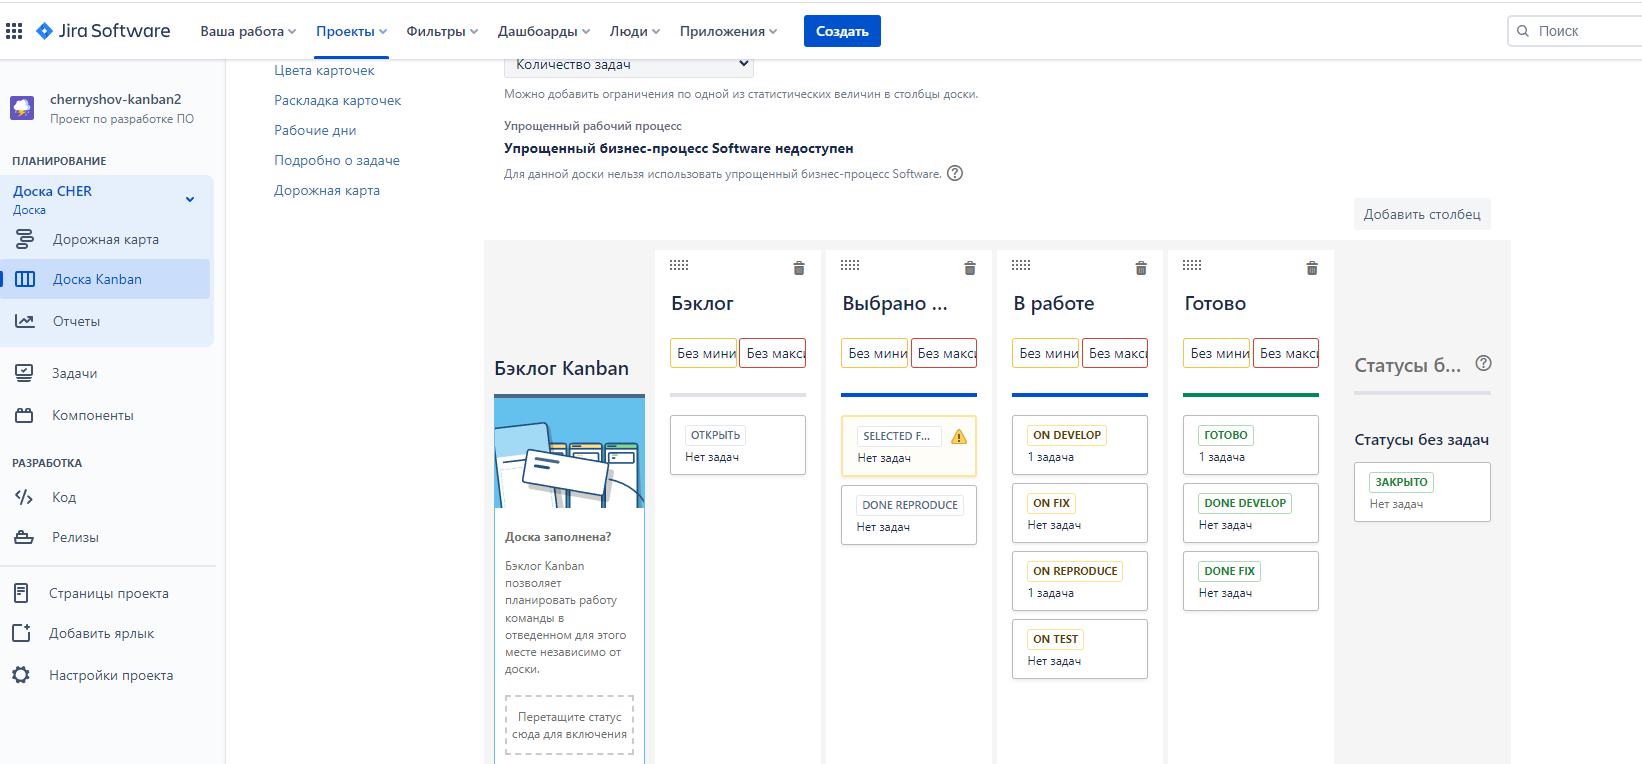 Jira Software
Ваша работа
Проекты
Фильтры
Дашбоарды
Люди
Приложения
Создать
Поиск
chernyshov-kanban2
Проект по разработке ПО
ПЛАНИРОВАНИЕ
Доска CHER
Доска
Дорожная карта
Доска Kanban
Отчеты
Задачи
Компоненты
РАЗРАБОТКА
Код
Релизы
Страницы проекта
Добавить ярлык
Настройки проекта
Цвета карточек
Раскладка карточек
Рабочие дни
Подробно о задаче
Дорожная карта
Количество задач
Можно добавить ограничения по одной из статистических величин в столбцы доски.
Упрощенный рабочий процесс
Упрощенный бизнес-процесс Software недоступен
Для данной доски нельзя использовать упрощенный бизнес-процесс Software. ?
Добавить столбец
Бэклог Kanban
Доска заполнена?
Бэклог Kanban
позволяет
планировать работу
команды в
отведенном для этого
месте независимо от
доски.
Перетащите статус
сюда для включения
Бэклог
Без мини
Без макси
ОТКРЫТЬ
Нет задач
Выбрано ...
Без мини
Без макси
SELECTED F...
Нет задач
DONE REPRODUCE
Нет задач
В работе
Без мини
Без макси
ON DEVELOP
1 задача
ON FIX
Нет задач
ON REPRODUCE
1 задача
ON TEST
Нет задач
Готово
Без мини
Без макси
ГОТОВО
1 задача
DONE DEVELOP
Нет задач
DONE FIX
Нет задач
Статусы б... ?
Статусы без задач
ЗАКРЫТО
Нет задач